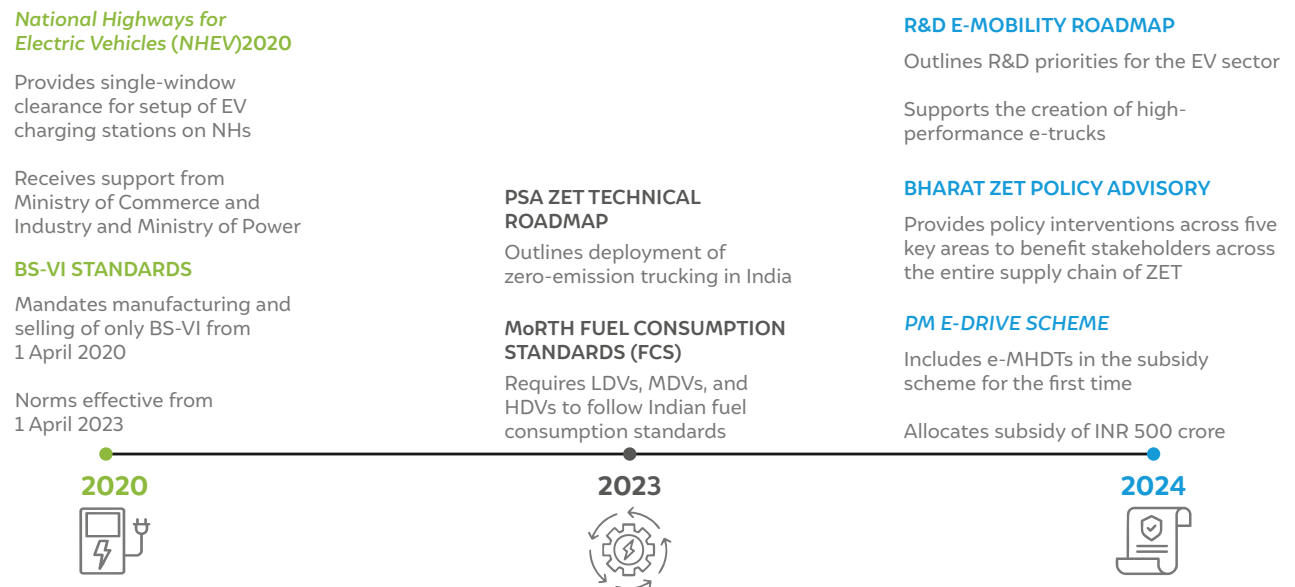 National Highways for
Electric Vehicles (NHEV)2020
Provides single-window
clearance for setup of EV
charging stations on NHs
Receives support from
Ministry of Commerce and
Industry and Ministry of Power
BS-VI STANDARDS
Mandates manufacturing and
selling of only BS-VI from
1 April 2020
Norms effective from
1 April 2023
2020
PSA ZET TECHNICAL
ROADMAP
Outlines deployment of
zero-emission trucking in India
MoRTH FUEL CONSUMPTION
STANDARDS (FCS)
Requires LDVs, MDVs, and
HDVs to follow Indian fuel
consumption standards
2023
R&D E-MOBILITY ROADMAP
Outlines R&D priorities for the EV sector
Supports the creation of high-
performance e-trucks
BHARAT ZET POLICY ADVISORY
Provides policy interventions across five
key areas to benefit stakeholders across
the entire supply chain of ZET
PM E-DRIVE SCHEME
Includes e-MHDTs in the subsidy
scheme for the first time
Allocates subsidy of INR 500 crore
2024